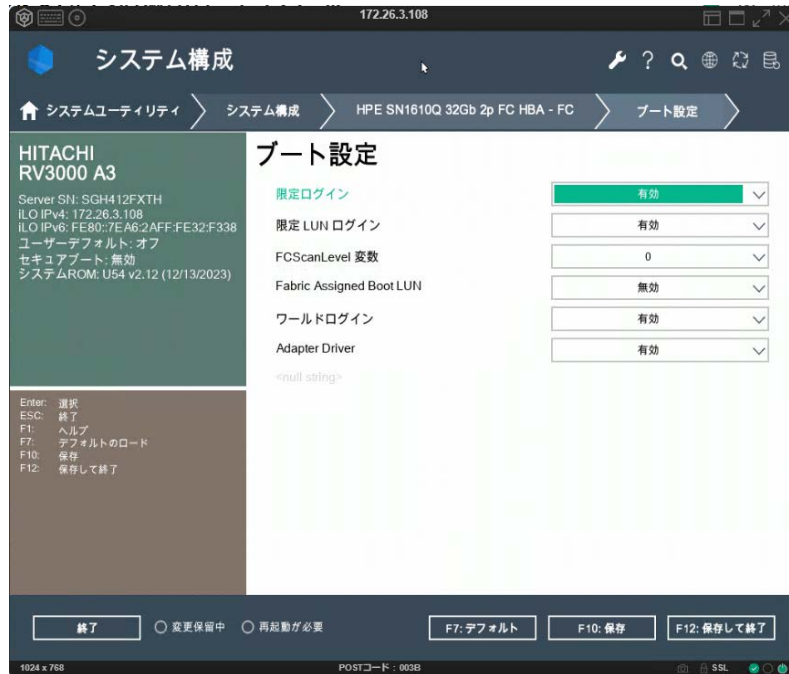 172.26.3.108
システム構成
システムユーティリティ
システム構成
HPE SN1610Q 32Gb 2p FC HBA - FC
ブート設定
HITACHI
RV3000 A3
Server SN: SGH412FXTH
iLO IPv4: 172.26.3.108
iLO IPv6: FE80::7EA6:2AFF:FE32:F338
ユーザーデフォルト: オフ
セキュアブート: 無効
システムROM: U54 v2.12 (12/13/2023)
Enter: 選択
ESC: 終了
F1: ヘルプ
F7: デフォルトのロード
F10: 保存
F12: 保存して終了
ブート設定
限定ログイン 有効
限定 LUN ログイン 有効
FCScanLevel 変数 0
Fabric Assigned Boot LUN 無効
ワールドログイン 有効
Adapter Driver 有効
<null string>
終了 変更保留中 再起動が必要 F7: デフォルト F10: 保存 F12: 保存して終了
1024 x 768 POSTコード : 003B SSL